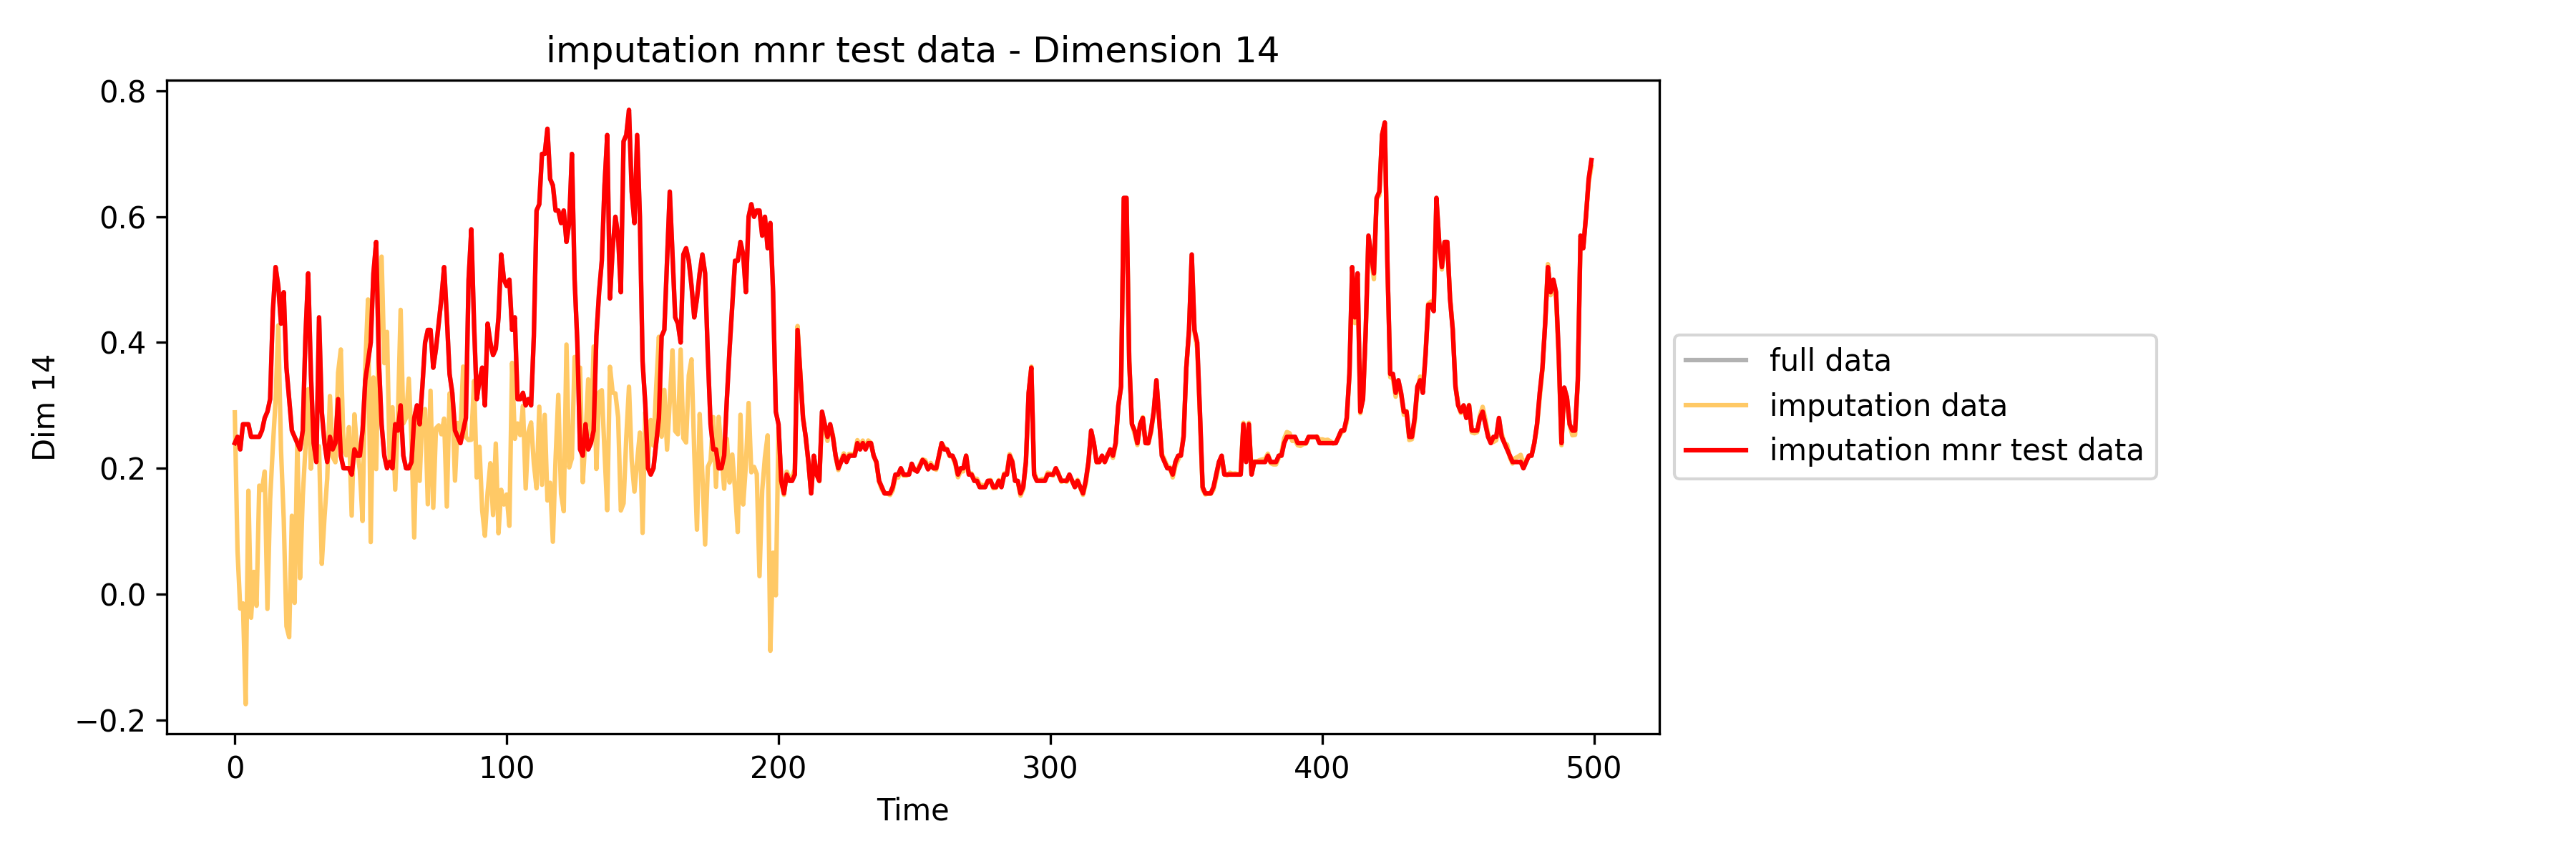 imputation mnr test data - Dimension 14
0.8
0.6
0.4
0.2
0.0
−0.2
Dim 14
0
100
200
300
400
500
Time
full data
imputation data
imputation mnr test data